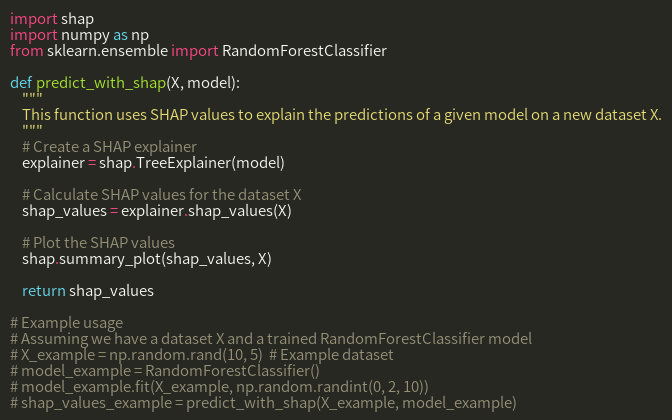 import shap
import numpy as np
from sklearn.ensemble import RandomForestClassifier

def predict_with_shap(X, model):
    """
    This function uses SHAP values to explain the predictions of a given model on a new dataset X.
    """
    # Create a SHAP explainer
    explainer = shap.TreeExplainer(model)

    # Calculate SHAP values for the dataset X
    shap_values = explainer.shap_values(X)

    # Plot the SHAP values
    shap.summary_plot(shap_values, X)

    return shap_values

# Example usage
# Assuming we have a dataset X and a trained RandomForestClassifier model
# X_example = np.random.rand(10, 5)  # Example dataset
# model_example = RandomForestClassifier()
# model_example.fit(X_example, np.random.randint(0, 2, 10))
# shap_values_example = predict_with_shap(X_example, model_example)